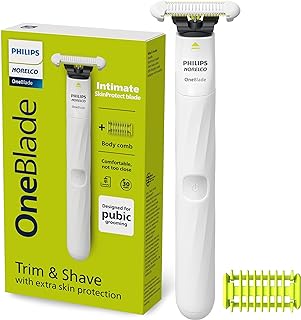 PHILIPS
NORELCO
OneBlade
Intimate
SkinProtect blade
+
Body comb
Comfortable,
not too close
30
Designed for
pubic
grooming
OneBlade
Trim & Shave
with extra skin protection
PHILIPS
NORELCO